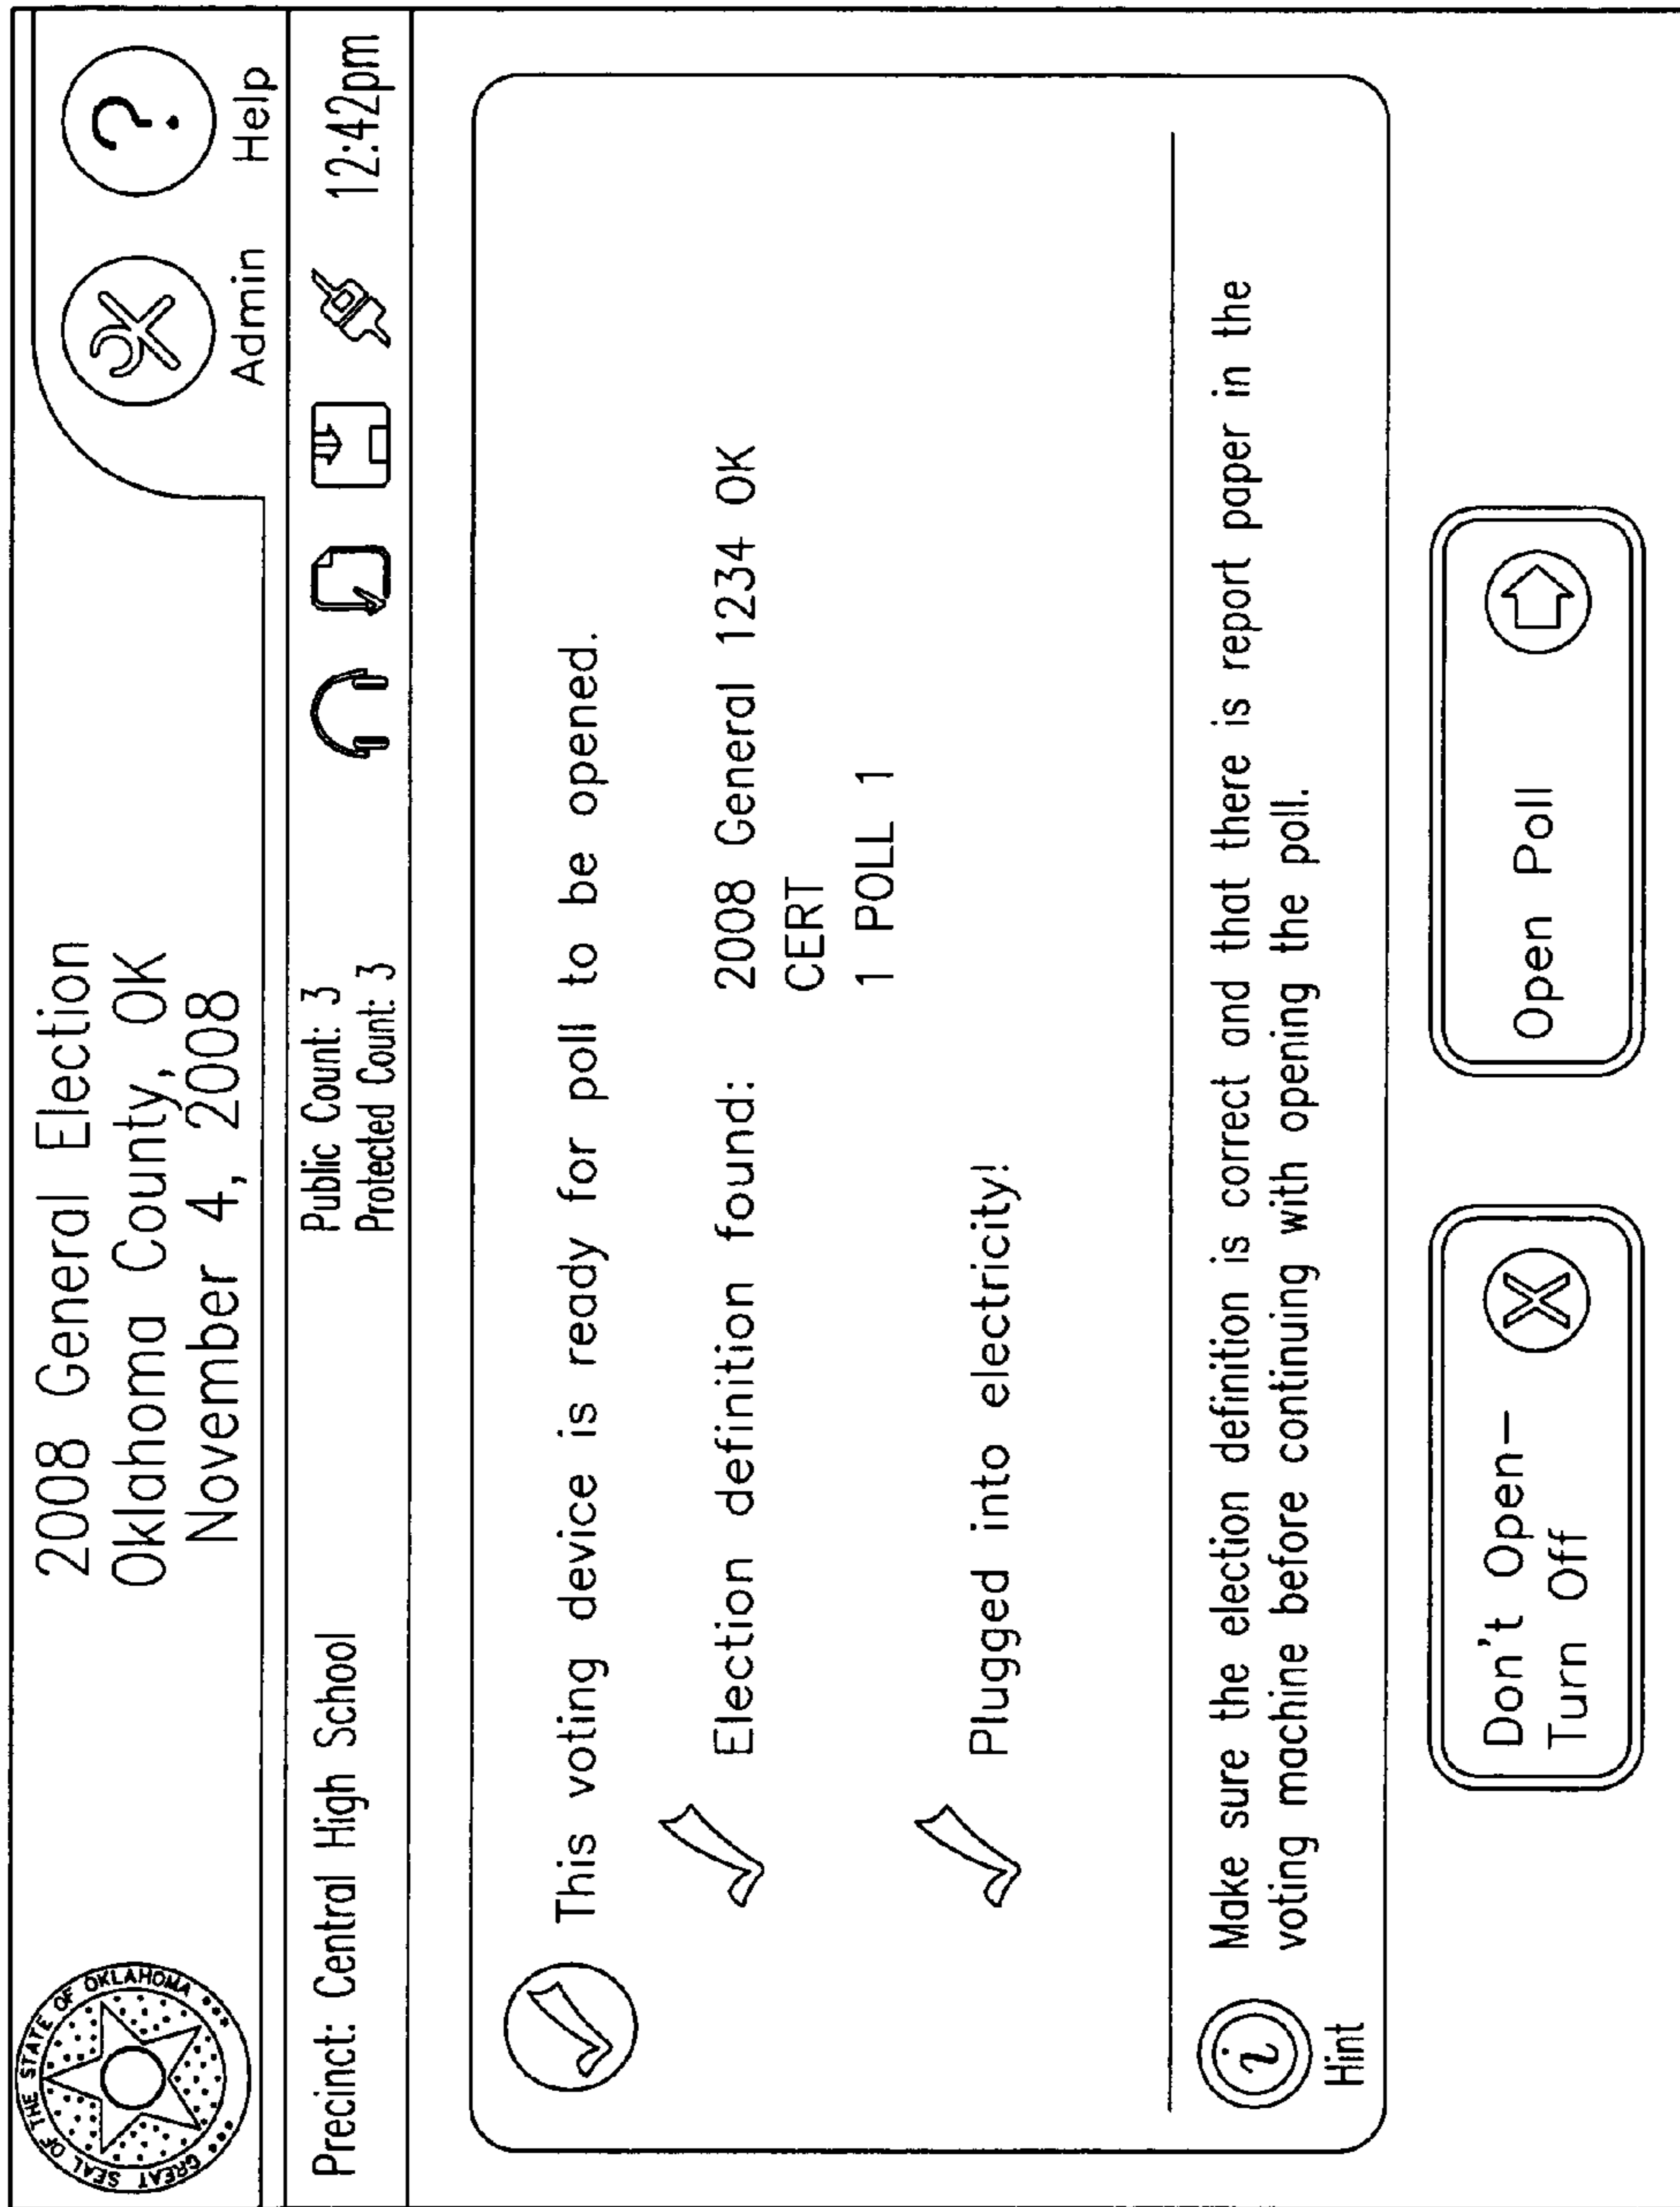 GREAT SEAL OF THE STATE OF OKLAHOMA
2008 General Election
Oklahoma County, OK
November 4, 2008
Admin
?
Help
Precinct: Central High School
Public Count: 3
Protected Count: 3
12:42pm
This voting device is ready for poll to be opened.
Election definition found: 2008 General 1234 OK
CERT
1 POLL 1
Plugged into electricity!
i
Hint
Make sure the election definition is correct and that there is report paper in the
voting machine before continuing with opening the poll.
Don't Open-
Turn Off
X
Open Poll